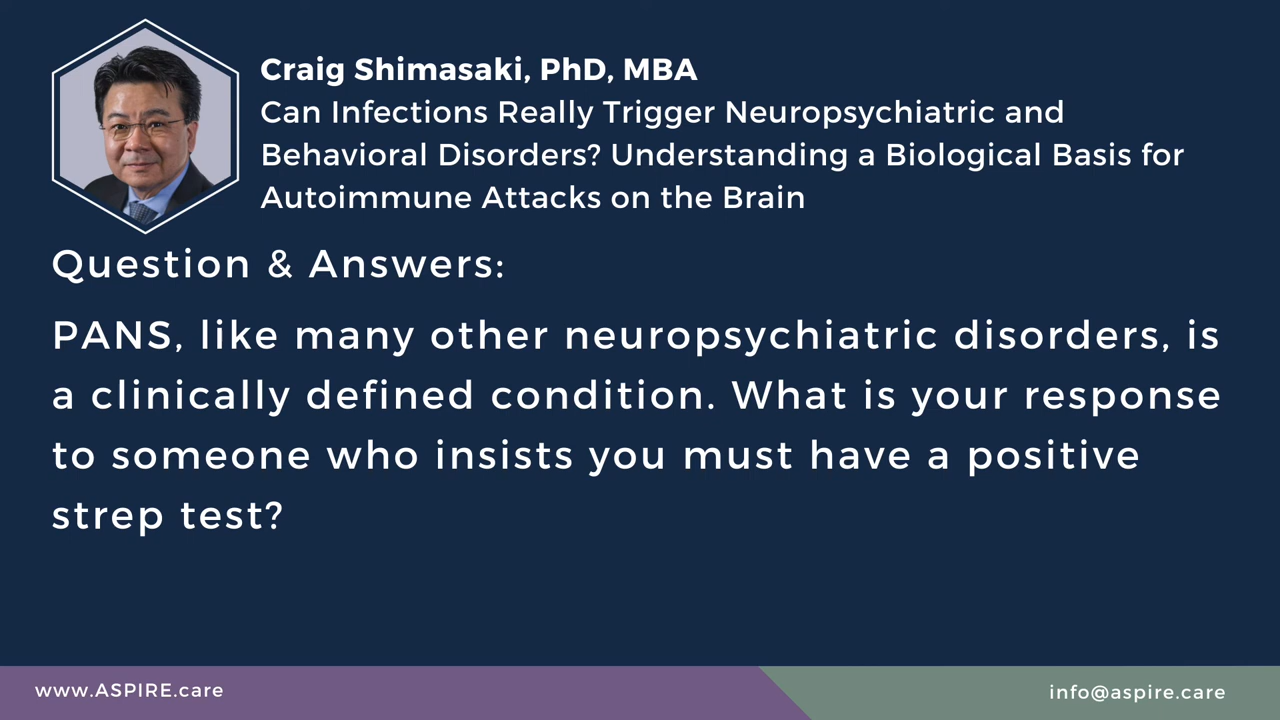 Craig Shimasaki, PhD, MBA
Can Infections Really Trigger Neuropsychiatric and
Behavioral Disorders? Understanding a Biological Basis for
Autoimmune Attacks on the Brain
Question & Answers:
PANS, like many other neuropsychiatric disorders, is
a clinically defined condition. What is your response
to someone who insists you must have a positive
strep test?
www.ASPIRE.care
info@aspire.care